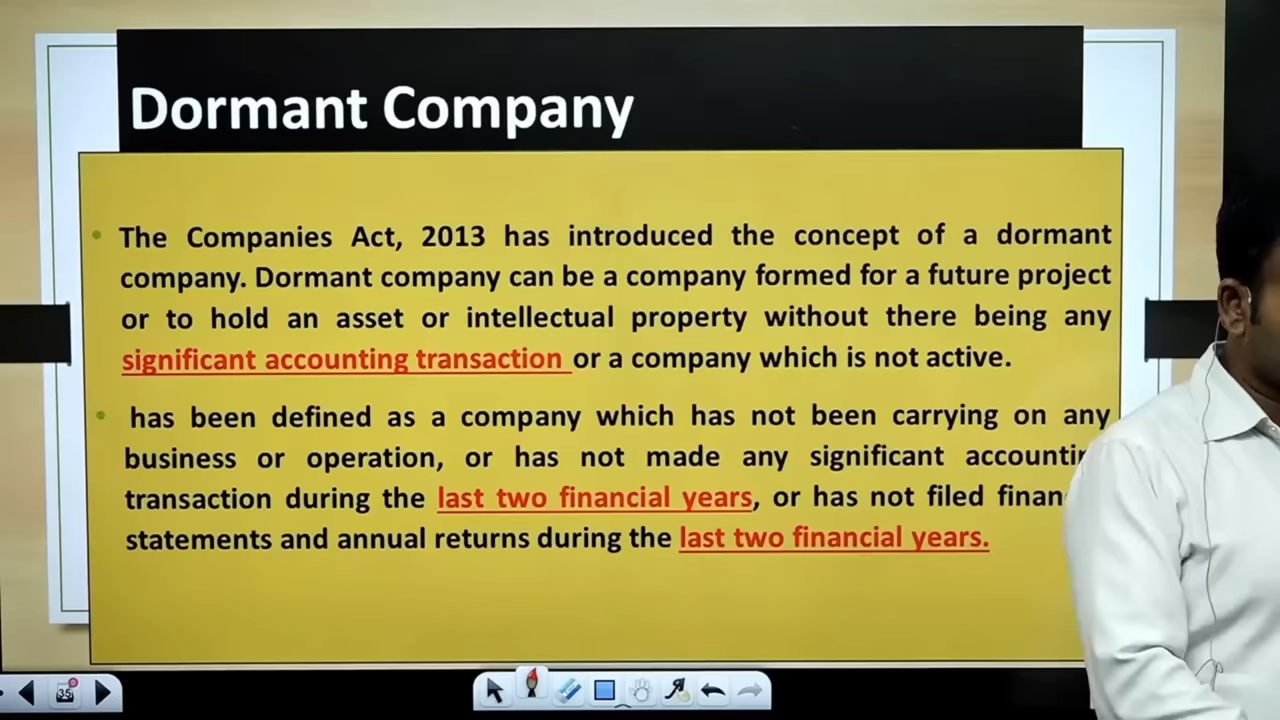 Dormant Company
The Companies Act, 2013 has introduced the concept of a dormant
company. Dormant company can be a company formed for a future project
or to hold an asset or intellectual property without there being any
significant accounting transaction or a company which is not active.
has been defined as a company which has not been carrying on any
business or operation, or has not made any significant
transaction during the last two financial years, or has not filed
statements and annual returns during the last two financial years.
35